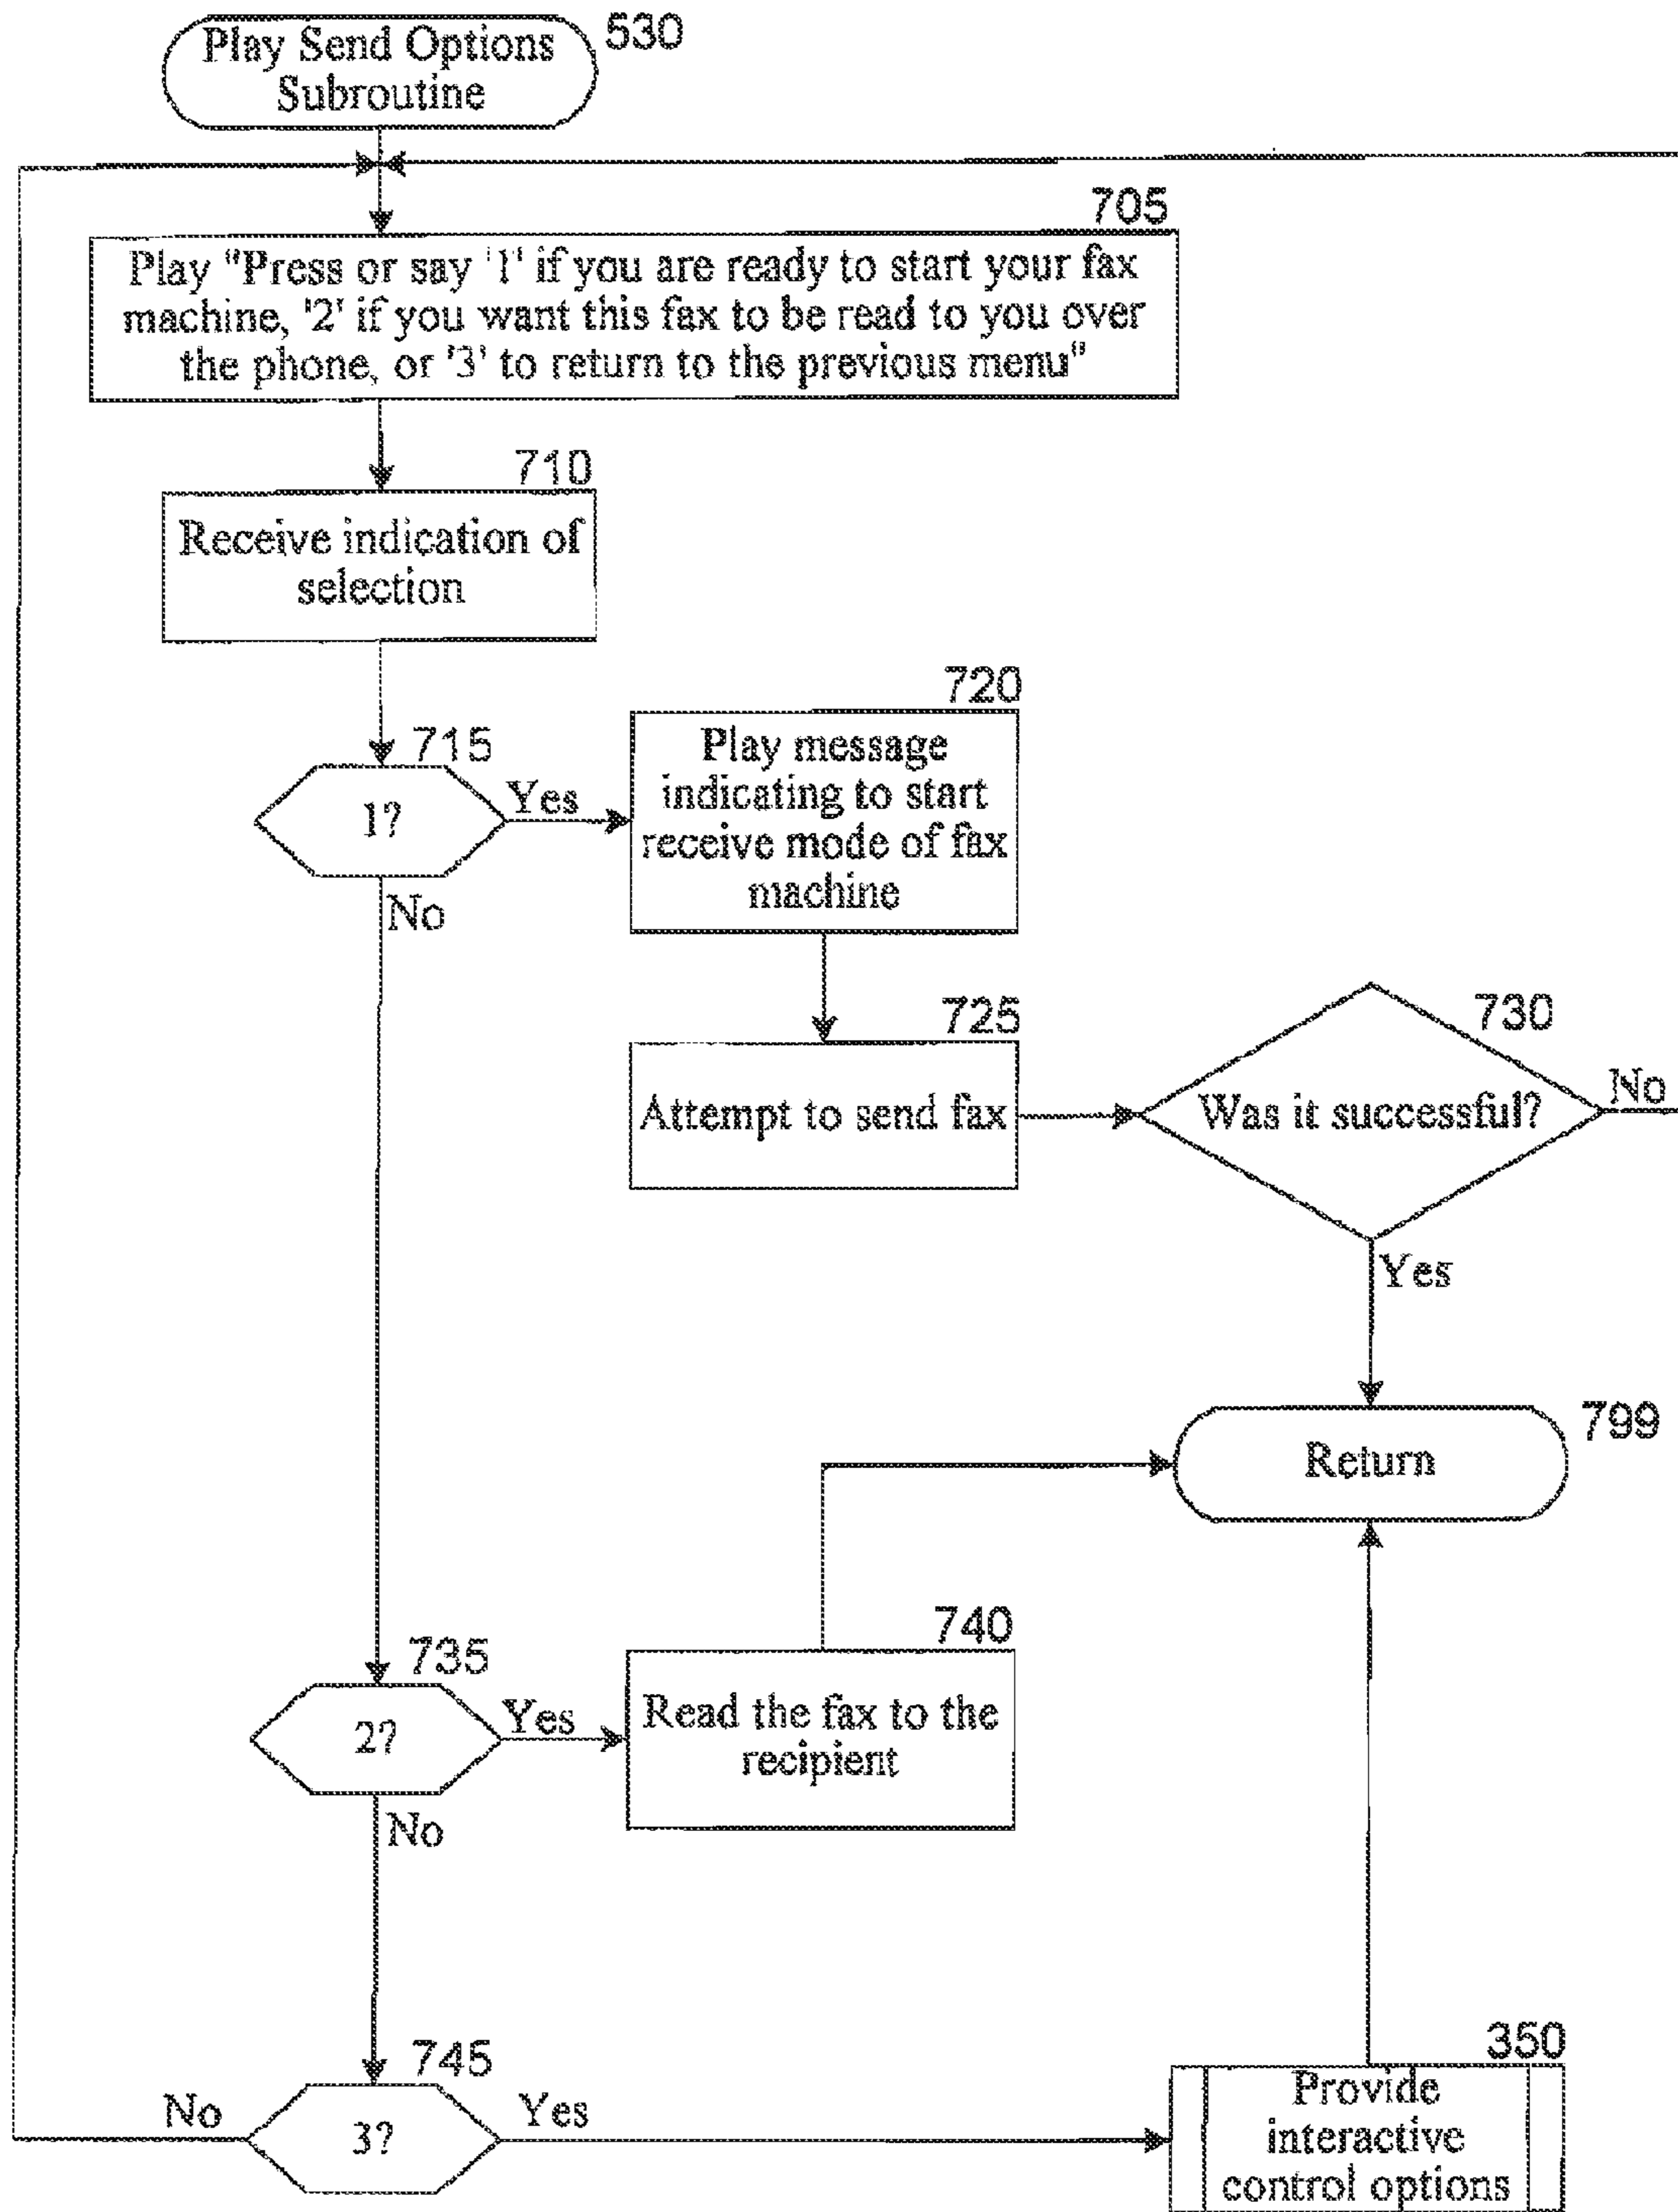 Play Send Options
Subroutine
530
705
Play "Press or say '1' if you are ready to start your fax
machine, '2' if you want this fax to be read to you over
the phone, or '3' to return to the previous menu"
710
Receive indication of
selection
715
1?
Yes
No
720
Play message
indicating to start
receive mode of fax
machine
725
Attempt to send fax
730
Was it successful?
No
Yes
799
Return
735
2?
Yes
No
740
Read the fax to the
recipient
745
3?
No
Yes
350
Provide
interactive
control options